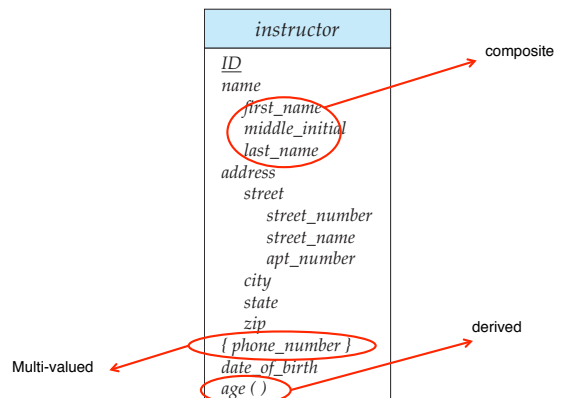 instructor
composite
ID
name
first_name
middle_initial
last_name
address
street
street_number
street_name
apt_number
city
state
zip
derived
{ phone_number }
Multi-valued
date_of_birth
age ( )